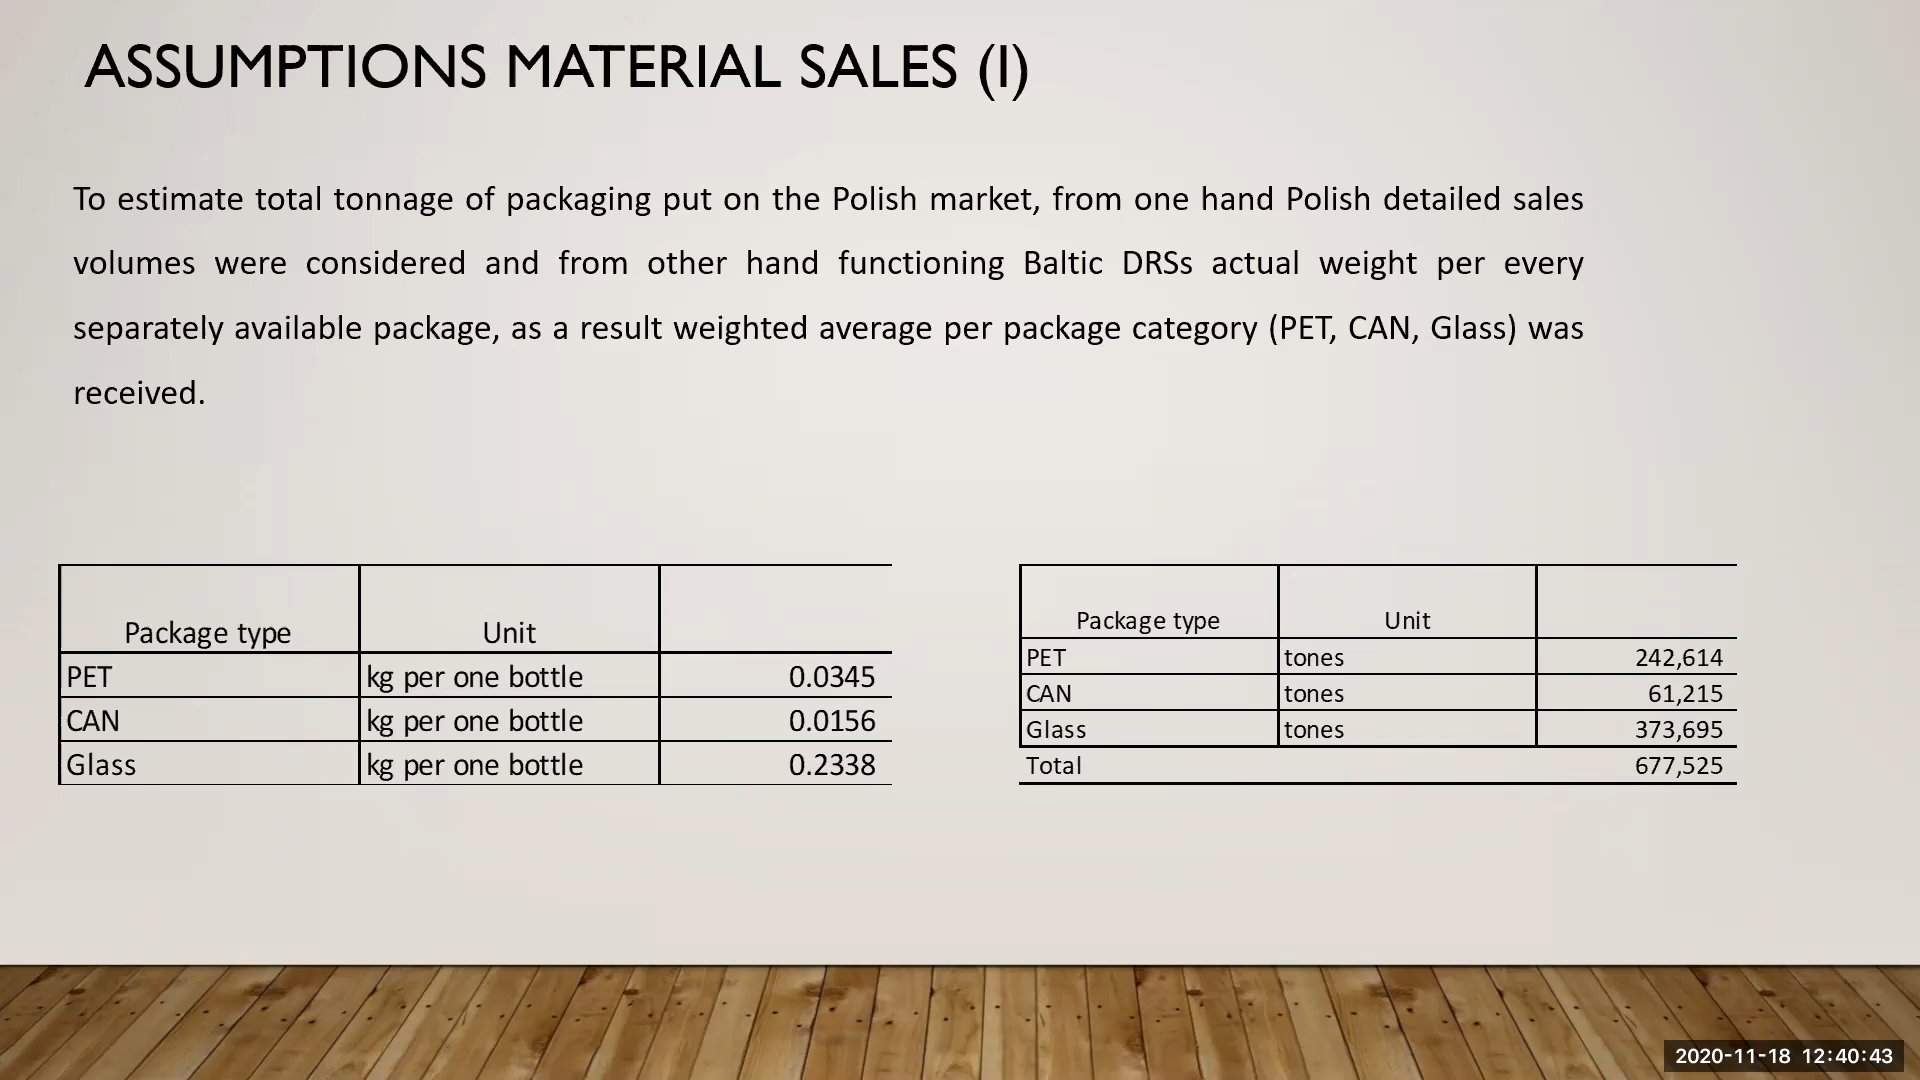 ASSUMPTIONS MATERIAL SALES (I)
To estimate total tonnage of packaging put on the Polish market, from one hand Polish detailed sales
volumes were considered and from other hand functioning Baltic DRSs actual weight per every
separately available package, as a result weighted average per package category (PET, CAN, Glass) was
received.
Package type Unit
PET kg per one bottle 0.0345
CAN kg per one bottle 0.0156
Glass kg per one bottle 0.2338
Package type Unit
PET tones 242,614
CAN tones 61,215
Glass tones 373,695
Total 677,525
2020-11-18 12:40:43